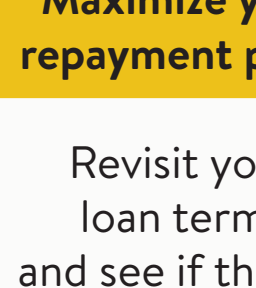 Maximize y
repayment p
Revisit yo
loan term
and see if th